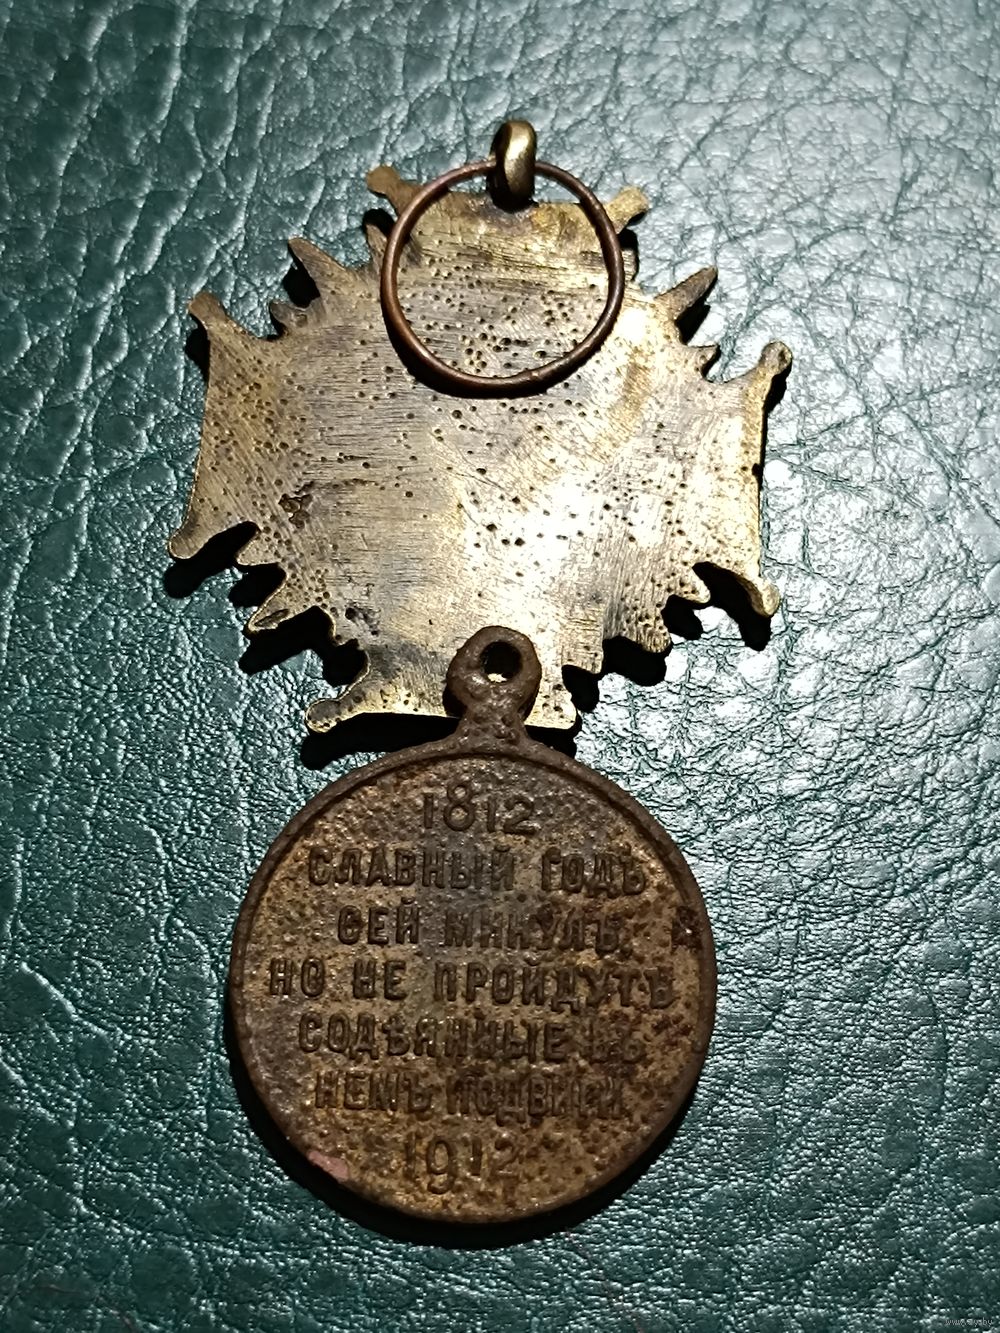 1812
СЛАВНЫЙ ГОДЪ
СЕЙ МИНУЛЪ,
НО НЕ ПРОЙДУТЪ
СОДѢЯННЫЕ ВЪ
НЕМЪ ПОДВИГИ
1912